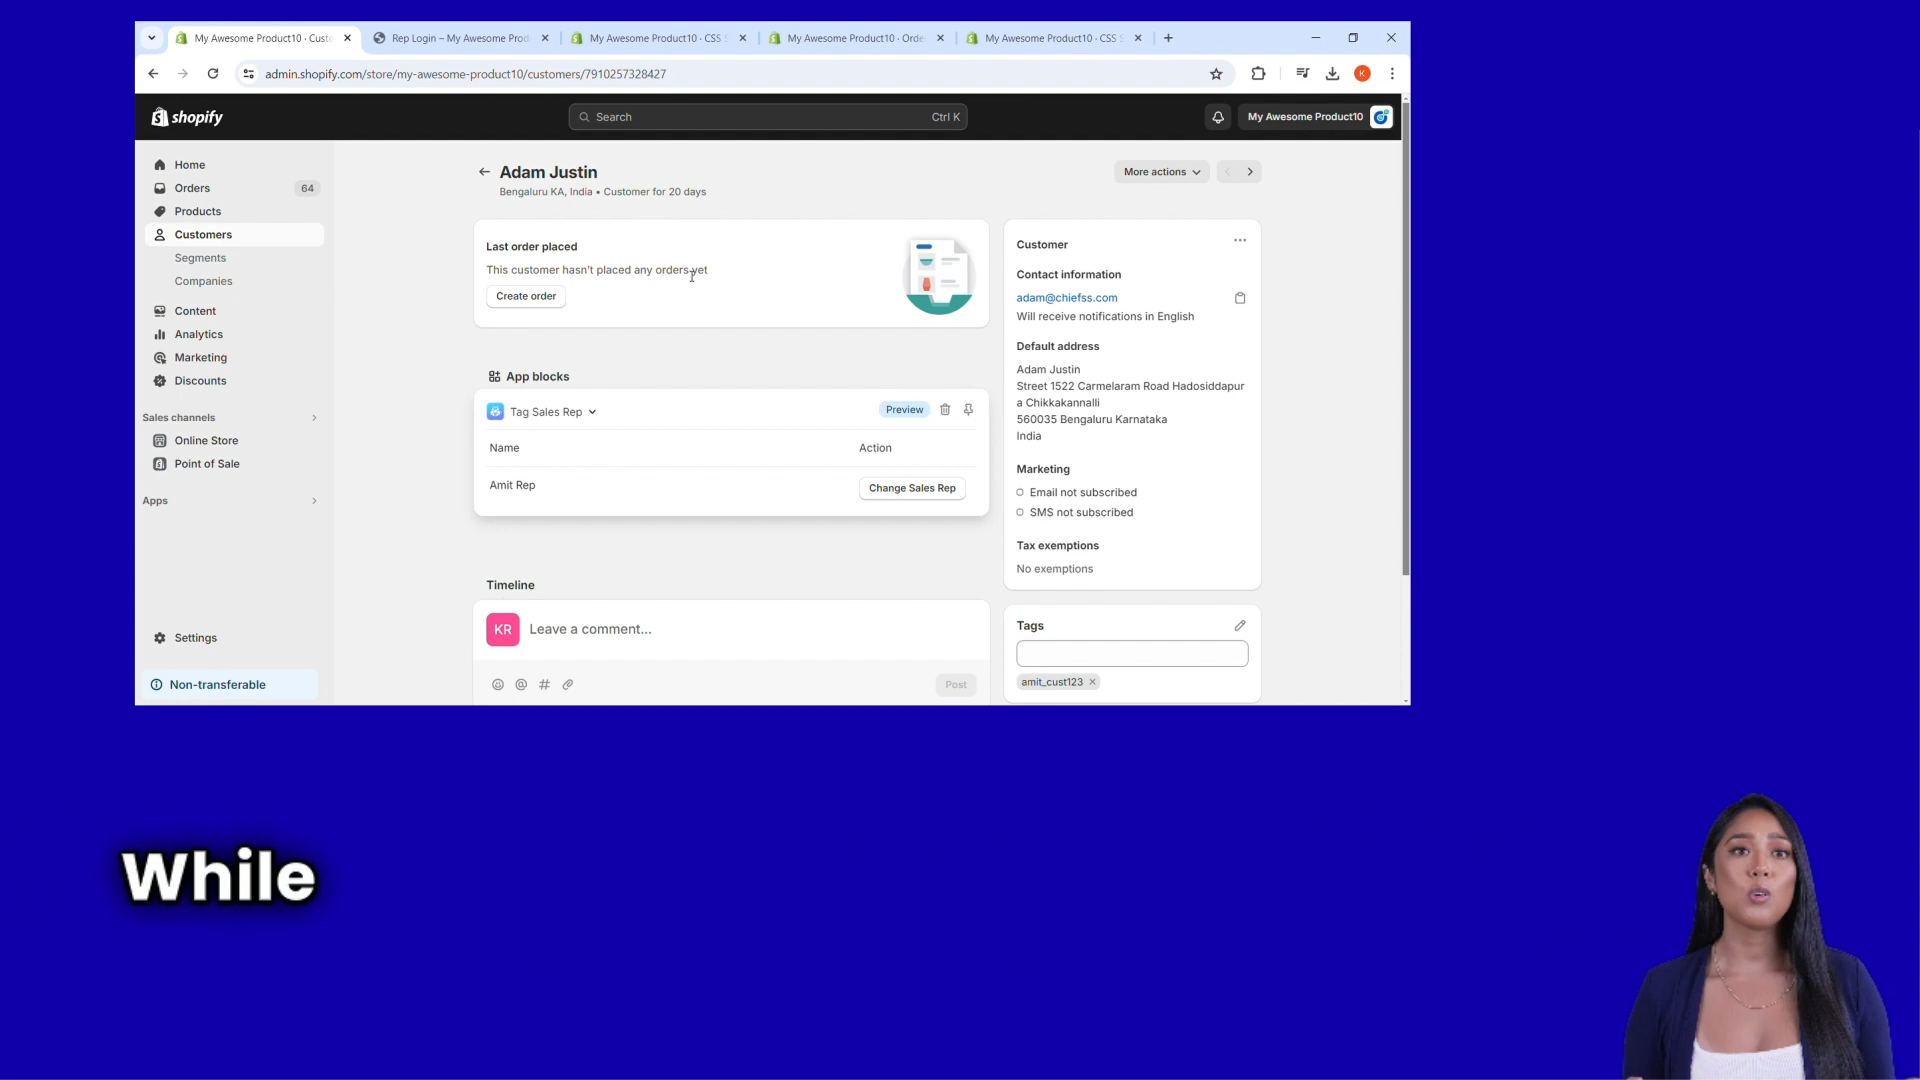 My Awesome Product10 · Custo
Rep Login – My Awesome Prod
My Awesome Product10 · CSS S
My Awesome Product10 · Orde
My Awesome Product10 · CSS S
admin.shopify.com/store/my-awesome-product10/customers/7910257328427
K
shopify
Search
Ctrl K
My Awesome Product10
Home
Orders
64
Products
Customers
Segments
Companies
Content
Analytics
Marketing
Discounts
Sales channels
Online Store
Point of Sale
Apps
Settings
Non-transferable
Adam Justin
Bengaluru KA, India • Customer for 20 days
More actions
Last order placed
This customer hasn't placed any orders yet
Create order
App blocks
Tag Sales Rep
Preview
Name
Action
Amit Rep
Change Sales Rep
Timeline
KR
Leave a comment...
Post
Customer
Contact information
adam@chiefss.com
Will receive notifications in English
Default address
Adam Justin
Street 1522 Carmelaram Road Hadosiddapur
a Chikkakannalli
560035 Bengaluru Karnataka
India
Marketing
Email not subscribed
SMS not subscribed
Tax exemptions
No exemptions
Tags
amit_cust123
While